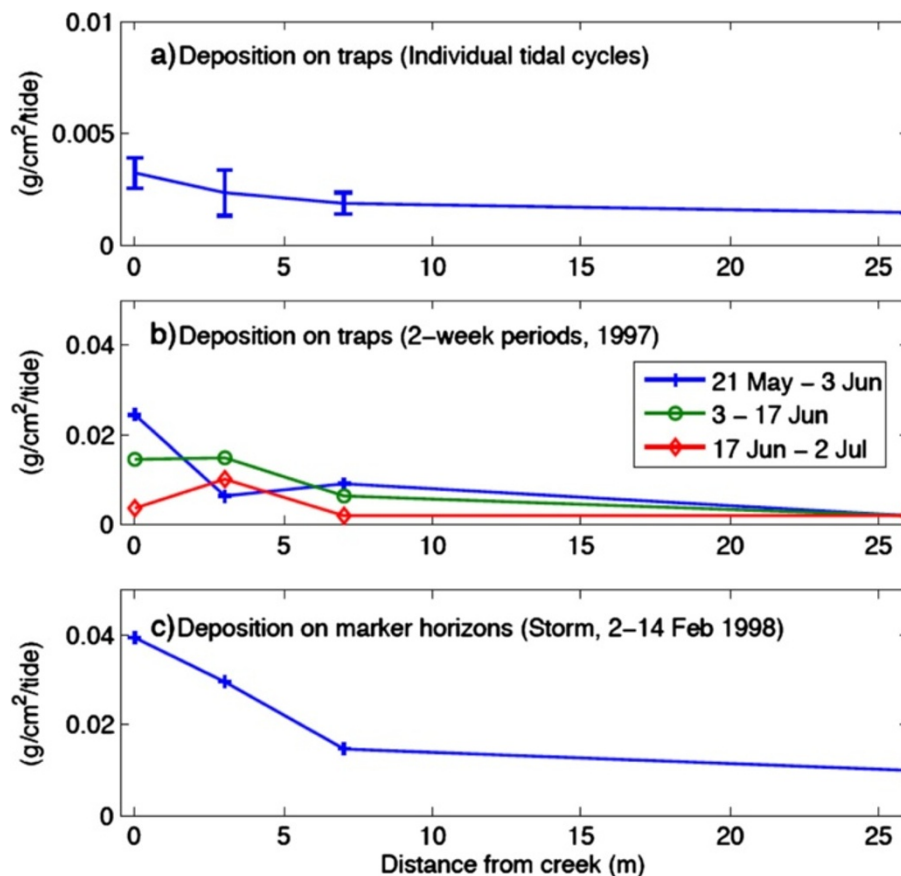 0.01
a) Deposition on traps (Individual tidal cycles)
(g/cm²/tide)
0.005
0
0 5 10 15 20 25
b) Deposition on traps (2−week periods, 1997)
0.04
(g/cm²/tide)
21 May − 3 Jun
3 − 17 Jun
17 Jun − 2 Jul
0.02
0
0 5 10 15 20 25
c) Deposition on marker horizons (Storm, 2−14 Feb 1998)
0.04
(g/cm²/tide)
0.02
0
0 5 10 15 20 25
Distance from creek (m)